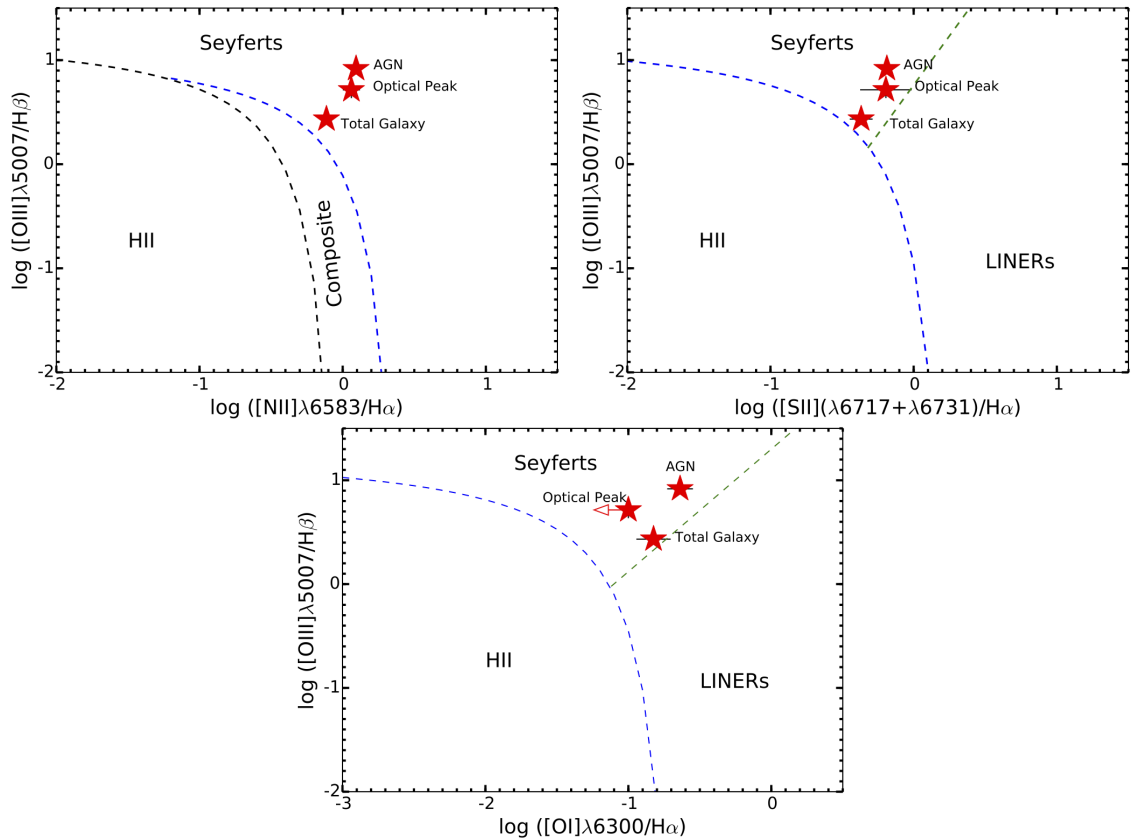 Seyferts
AGN
Optical Peak
Total Galaxy
HII
Composite
1
0
-1
-2
-2
-1
0
1
log ([OIII]λ5007/Hβ)
log ([NII]λ6583/Hα)
Seyferts
AGN
Optical Peak
Total Galaxy
HII
LINERs
1
0
-1
-2
-2
-1
0
1
log ([OIII]λ5007/Hβ)
log ([SII](λ6717+λ6731)/Hα)
Seyferts
AGN
Optical Peak
Total Galaxy
HII
LINERs
1
0
-1
-2
-3
-2
-1
0
log ([OIII]λ5007/Hβ)
log ([OI]λ6300/Hα)